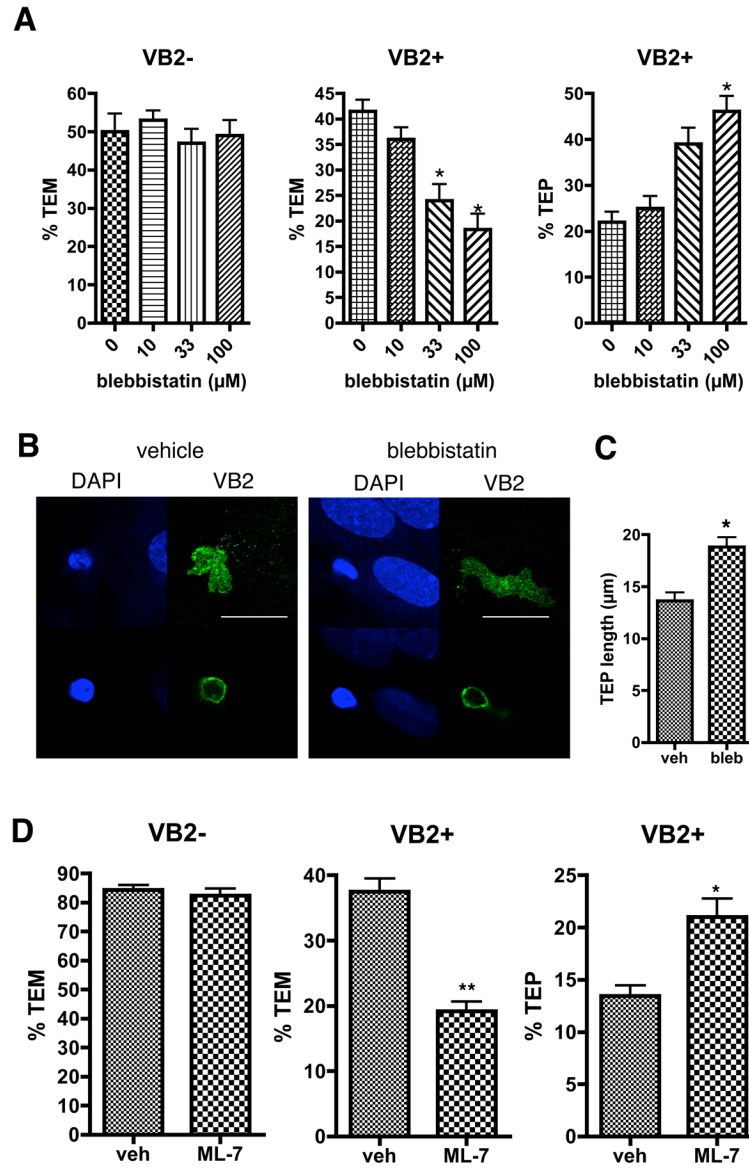 A
VB2-
60
50
40
30
20
10
0
% TEM
0
10
33
100
blebbistatin (µM)
VB2+
45
40
35
30
25
20
15
10
5
0
% TEM
*
*
0
10
33
100
blebbistatin (µM)
VB2+
50
40
30
20
10
0
% TEP
*
0
10
33
100
blebbistatin (µM)
B
vehicle
DAPI
VB2
blebbistatin
DAPI
VB2
C
20
15
10
5
0
TEP length (µm)
*
veh
bleb
D
VB2-
90
80
70
60
50
40
30
20
10
0
% TEM
veh
ML-7
VB2+
40
30
20
10
0
% TEM
**
veh
ML-7
VB2+
25
20
15
10
5
0
% TEP
*
veh
ML-7